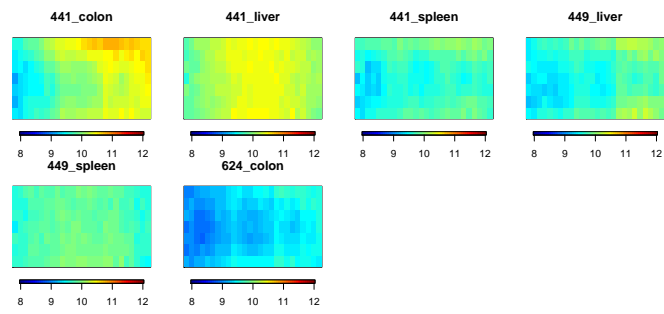 441_colon 441_liver 441_spleen 449_liver
8 9 10 11 12 8 9 10 11 12 8 9 10 11 12 8 9 10 11 12
449_spleen 624_colon
8 9 10 11 12 8 9 10 11 12